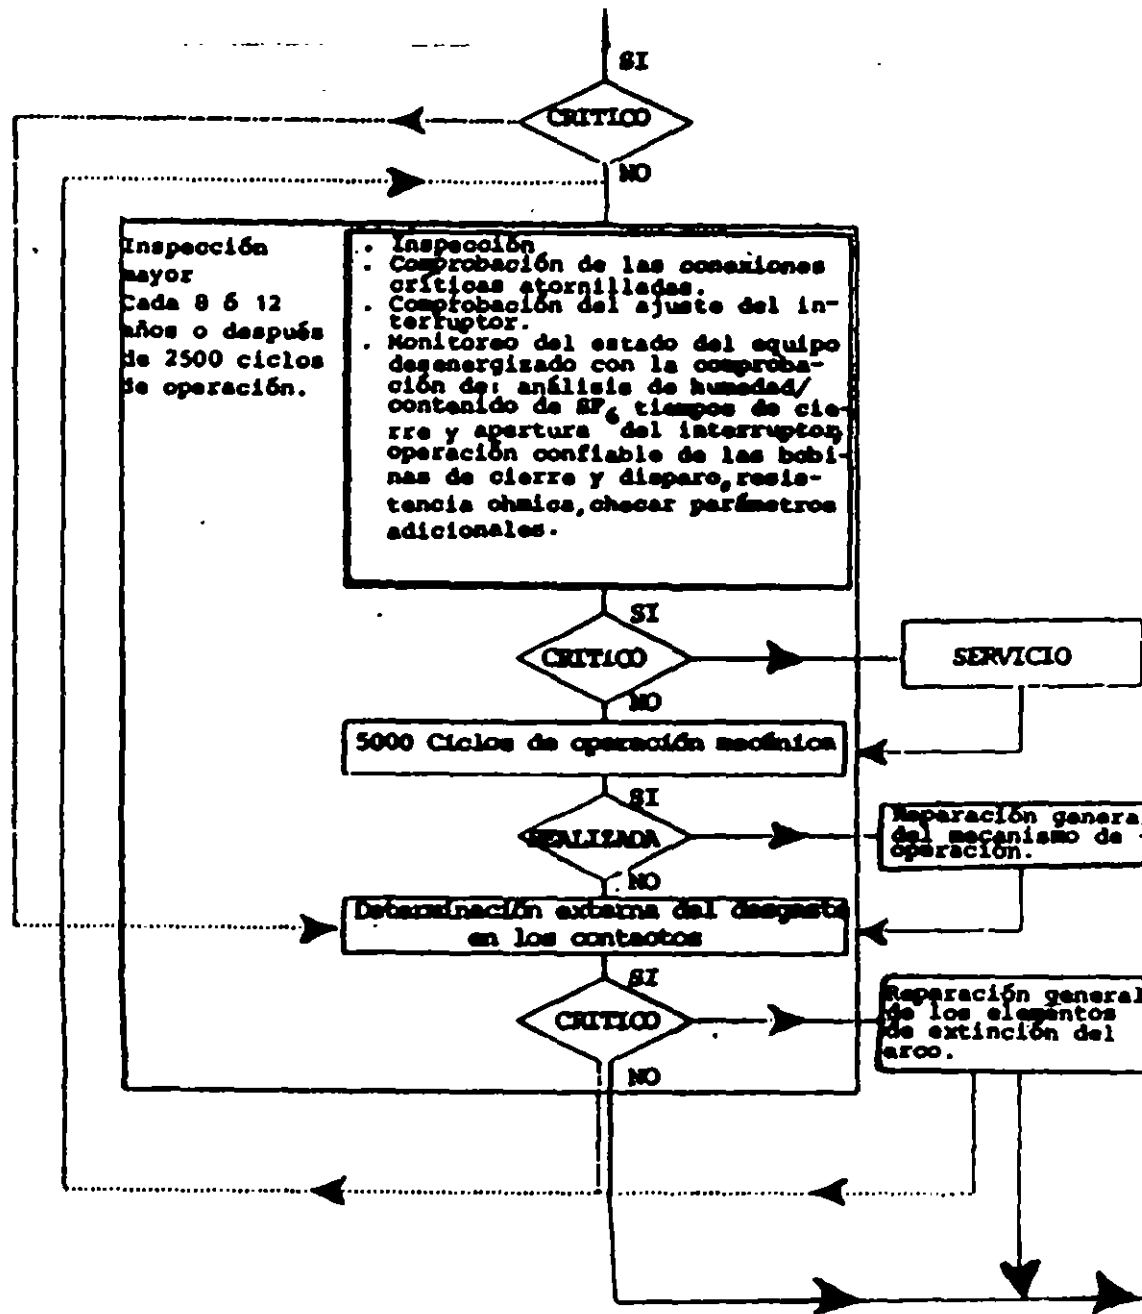 SI
CRITICO
NO
Inspección
mayor
Cada 8 ó 12
años o después
de 2500 ciclos
de operación.
. Inspección
. Comprobación de las conexiones
críticas atornilladas.
. Comprobación del ajuste del in-
terruptor.
. Monitoreo del estado del equipo
desenergizado con la comproba-
ción de: análisis de humedad/
contenido de SF6 tiempos de cie-
rre y apertura del interruptor,
operación confiable de las bobi-
nas de cierre y disparo, resis-
tencia ohmica, checar parámetros
adicionales.
SI
CRITICO
SERVICIO
NO
5000 Ciclos de operación mecánica
SI
REALIZADA
Reparación general
del mecanismo de -
operación.
NO
Determinación externa del desgaste
en los contactos
SI
CRITICO
Reparación general
de los elementos
de extinción del
arco.
NO